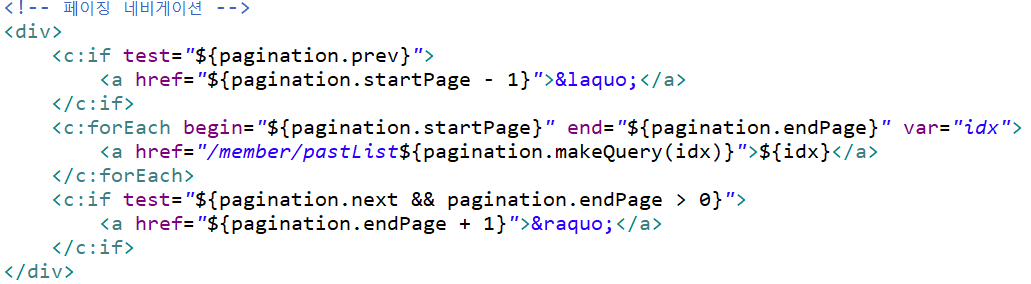 <!-- 페이징 네비게이션 -->
<div>
    <c:if test="${pagination.prev}">
        <a href="${pagination.startPage - 1}">&laquo;</a>
    </c:if>
    <c:forEach begin="${pagination.startPage}" end="${pagination.endPage}" var="idx">
        <a href="/member/pastList${pagination.makeQuery(idx)}">${idx}</a>
    </c:forEach>
    <c:if test="${pagination.next && pagination.endPage > 0}">
        <a href="${pagination.endPage + 1}">&raquo;</a>
    </c:if>
</div>